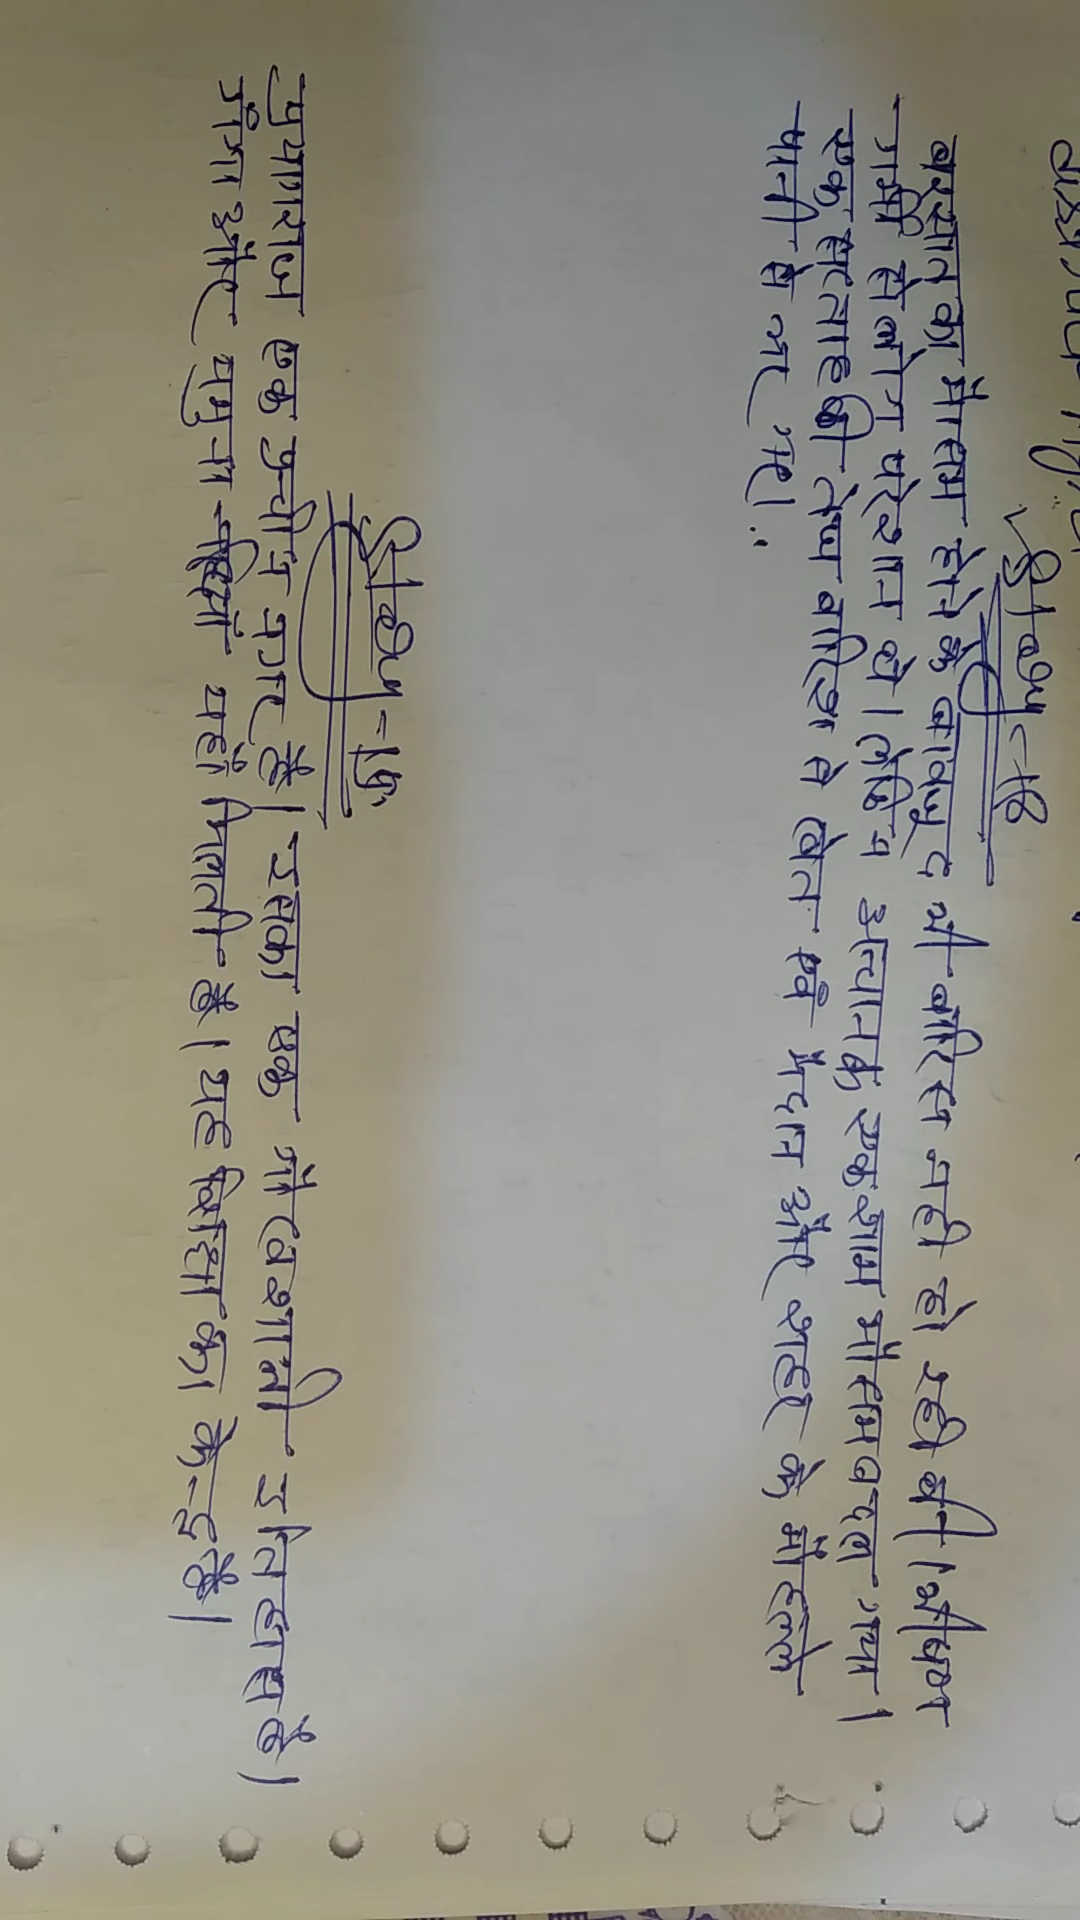 Story - 18
बरसात का मौसम होने के बावजुद भी बारिस नही हो रही थी। भीषण
गर्मी से लोग परेशान थे। लेकिन अचानक एक शाम मौसम बदल गया।
एक सप्ताह की तेज बारिश से खेत एवं मैदान और शहर के मोहल्ले
पानी से भर गए।
Story - 19
प्रयागराज एक प्रचीन नगर है। इसका एक गौरवशाली इतिहास है।
गंगा और यमुना नदियाँ यहाँ मिलती है। यह शिक्षा का केन्द्र है।